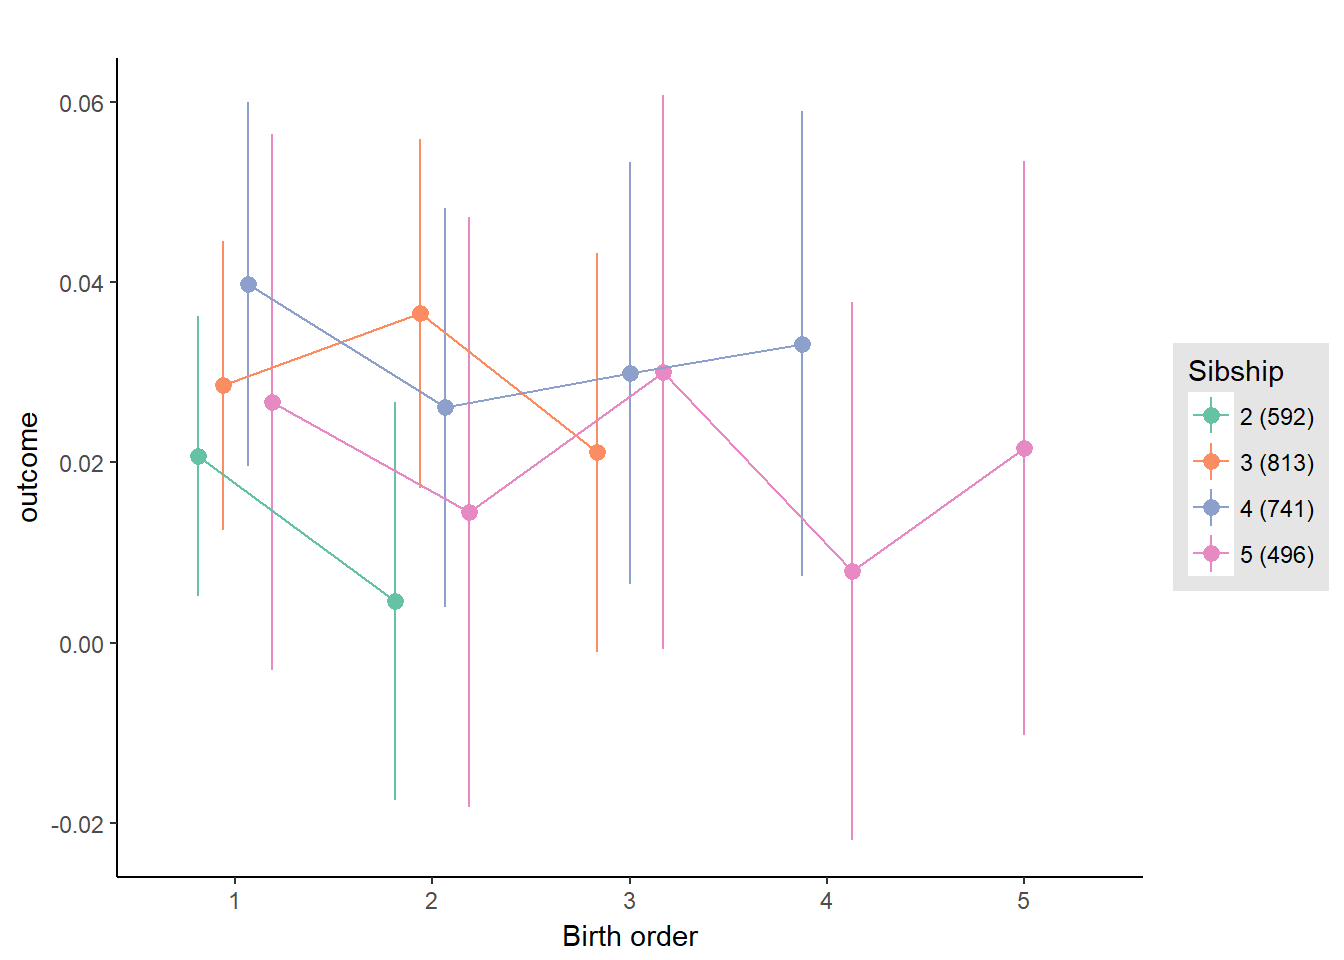 0.06
0.04
0.02
0.00
-0.02
outcome
1 2 3 4 5
Birth order
Sibship
2 (592)
3 (813)
4 (741)
5 (496)